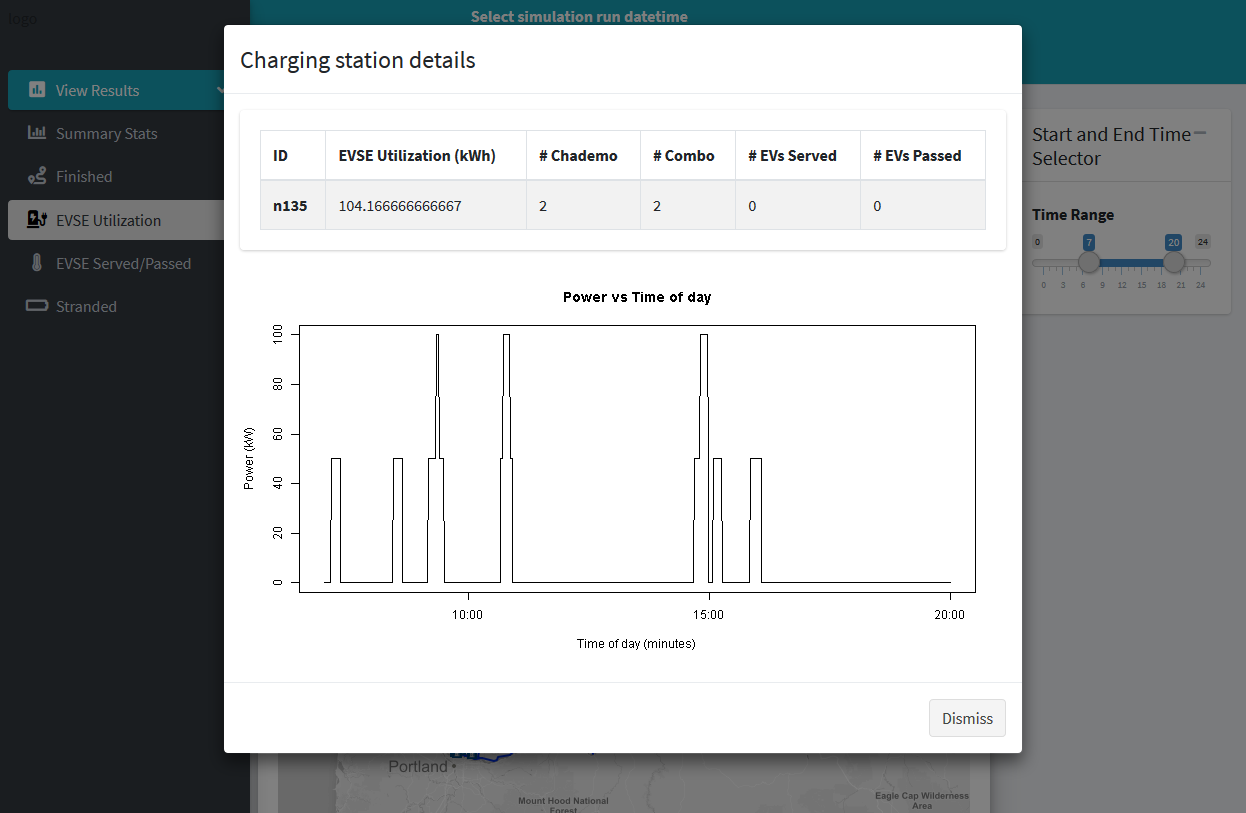 logo
Select simulation run datetime
View Results
Summary Stats
Finished
EVSE Utilization
EVSE Served/Passed
Stranded
Charging station details
ID EVSE Utilization (kWh) # Chademo # Combo # EVs Served # EVs Passed
n135 104.166666666667 2 2 0 0
Power vs Time of day
Power (kW)
100
80
60
40
20
0
10:00 15:00 20:00
Time of day (minutes)
Dismiss
Start and End Time
Selector
Time Range
0 7 20 24
0 3 6 9 12 15 18 21 24
Portland
Mount Hood National
Forest
Eagle Cap Wilderness
Area